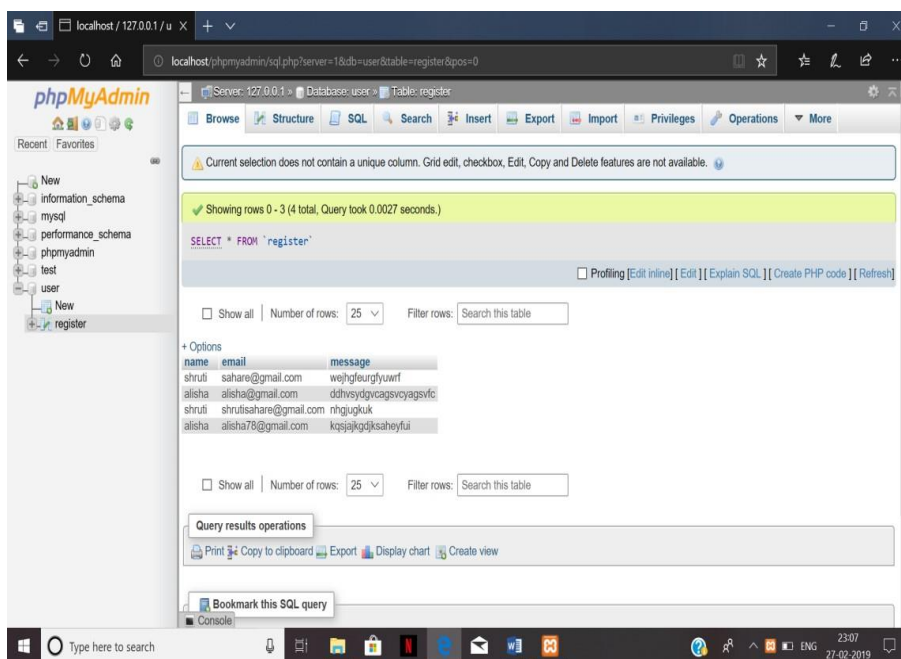 localhost / 127.0.0.1 / u
localhost/phpmyadmin/sql.php?server=1&db=user&table=register&pos=0
phpMyAdmin
Recent Favorites
New
information_schema
mysql
performance_schema
phpmyadmin
test
user
New
register
Server: 127.0.0.1 » Database: user » Table: register
Browse Structure SQL Search Insert Export Import Privileges Operations More
Current selection does not contain a unique column. Grid edit, checkbox, Edit, Copy and Delete features are not available.
Showing rows 0 - 3 (4 total, Query took 0.0027 seconds.)
SELECT * FROM `register`
Profiling [Edit inline] [ Edit ] [ Explain SQL ] [ Create PHP code ] [ Refresh]
Show all Number of rows: 25 Filter rows: Search this table
+ Options
name email message
shruti sahare@gmail.com wejhgfeurgfyuwrf
alisha alisha@gmail.com ddhvsydgvcagsvcyagsvfc
shruti shrutisahare@gmail.com nhgjugkuk
alisha alisha78@gmail.com kqsjajkgdjksaheyfui
Show all Number of rows: 25 Filter rows: Search this table
Query results operations
Print Copy to clipboard Export Display chart Create view
Bookmark this SQL query
Console
Type here to search
ENG
23:07
27-02-2019